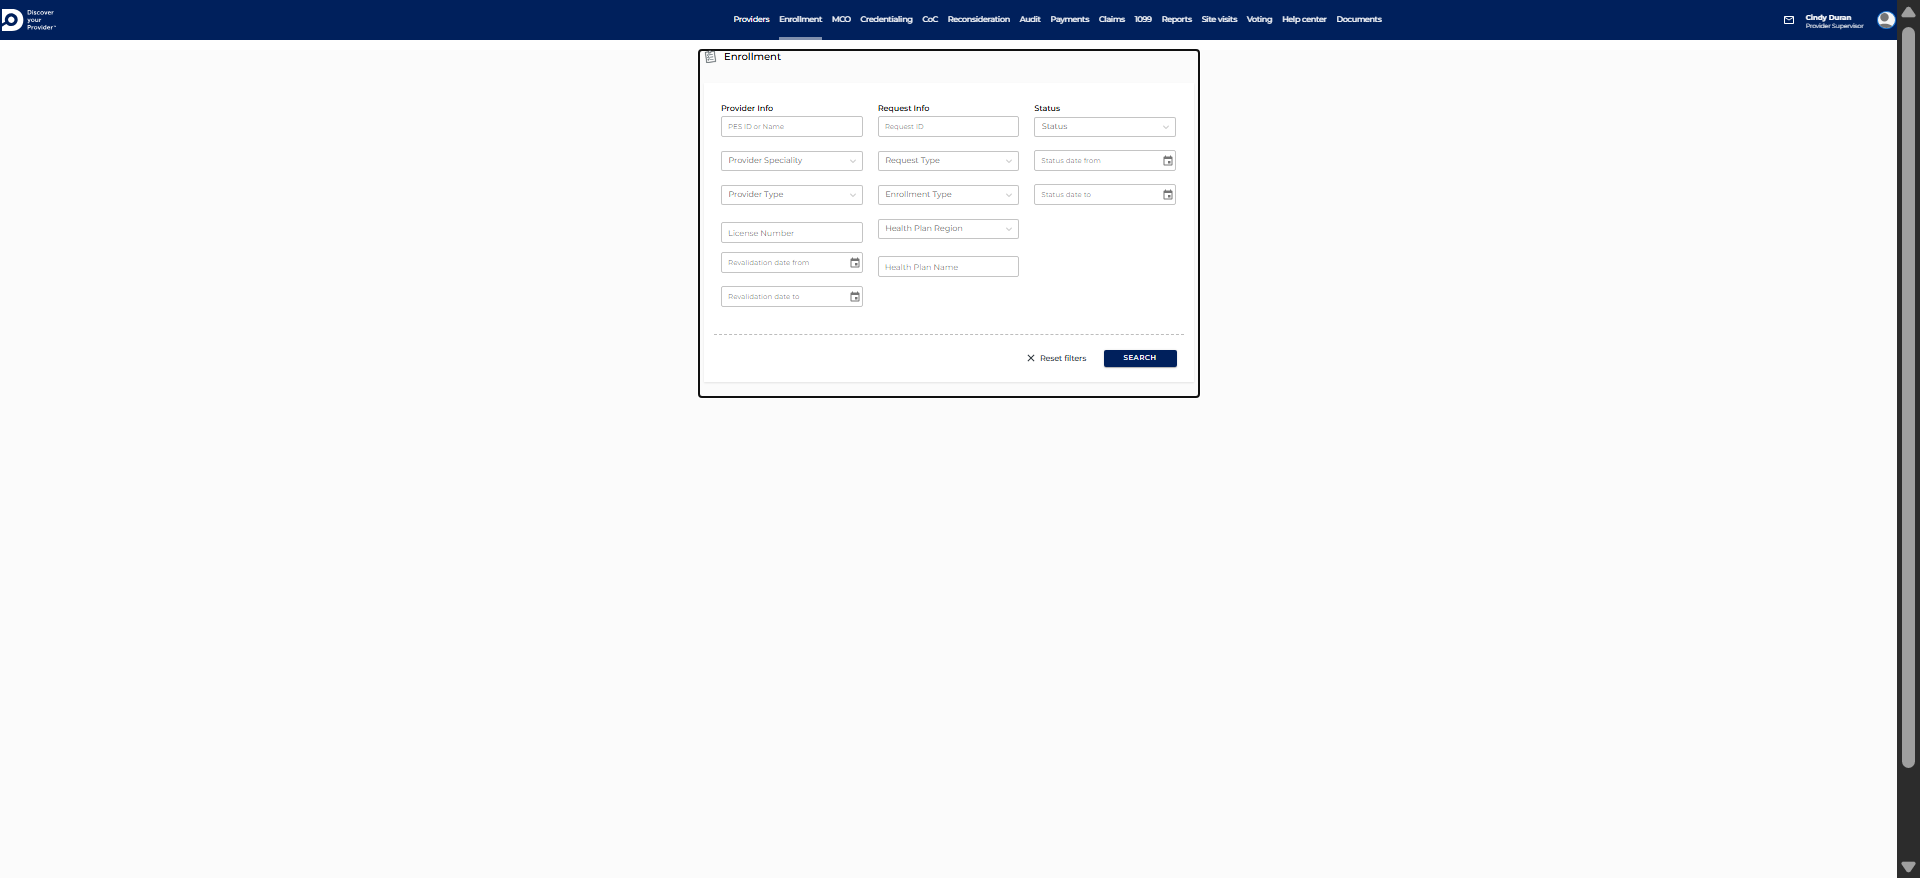 Discover
your
Provider™
Providers Enrollment MCO Credentialing CoC Reconsideration Audit Payments Claims 1099 Reports Site visits Voting Help center Documents
Cindy Duran
Provider Supervisor
Enrollment
Provider Info Request Info Status
PES ID or Name Request ID Status
Provider Speciality Request Type Status date from
Provider Type Enrollment Type Status date to
License Number Health Plan Region
Revalidation date from Health Plan Name
Revalidation date to
Reset filters SEARCH